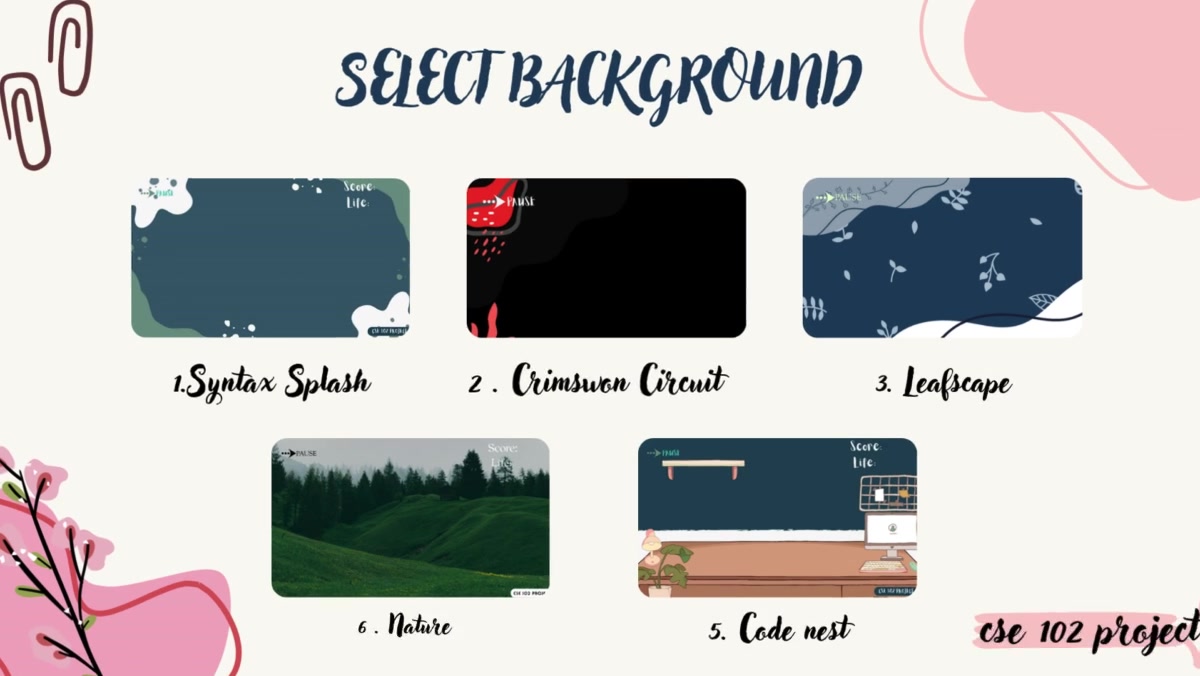 SELECT BACKGROUND
PAUSE
Score:
Life:
CSE 102 PROJECT
PAUSE
PAUSE
1.Syntax Splash
2 . Crimswon Circuit
3. Leafscape
PAUSE
Score:
Life:
CSE 102 PROJ
PAUSE
Score:
Life:
CSE 102 PROJECT
6 . Nature
5. Code nest
cse 102 project